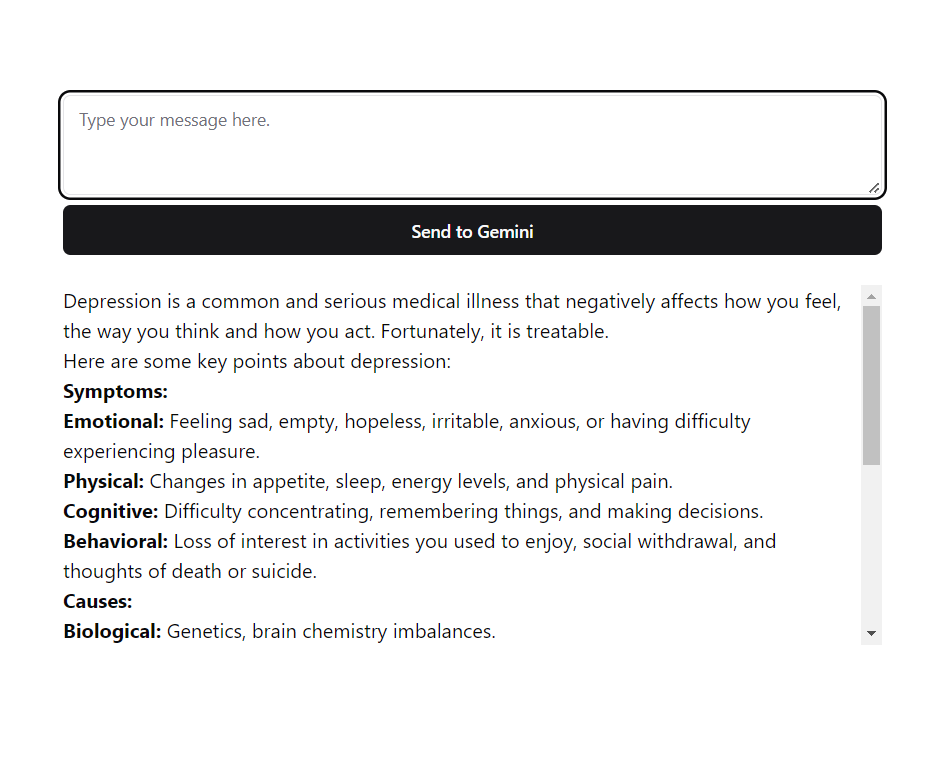 Type your message here.
Send to Gemini
Depression is a common and serious medical illness that negatively affects how you feel,
the way you think and how you act. Fortunately, it is treatable.
Here are some key points about depression:
Symptoms:
Emotional: Feeling sad, empty, hopeless, irritable, anxious, or having difficulty
experiencing pleasure.
Physical: Changes in appetite, sleep, energy levels, and physical pain.
Cognitive: Difficulty concentrating, remembering things, and making decisions.
Behavioral: Loss of interest in activities you used to enjoy, social withdrawal, and
thoughts of death or suicide.
Causes:
Biological: Genetics, brain chemistry imbalances.